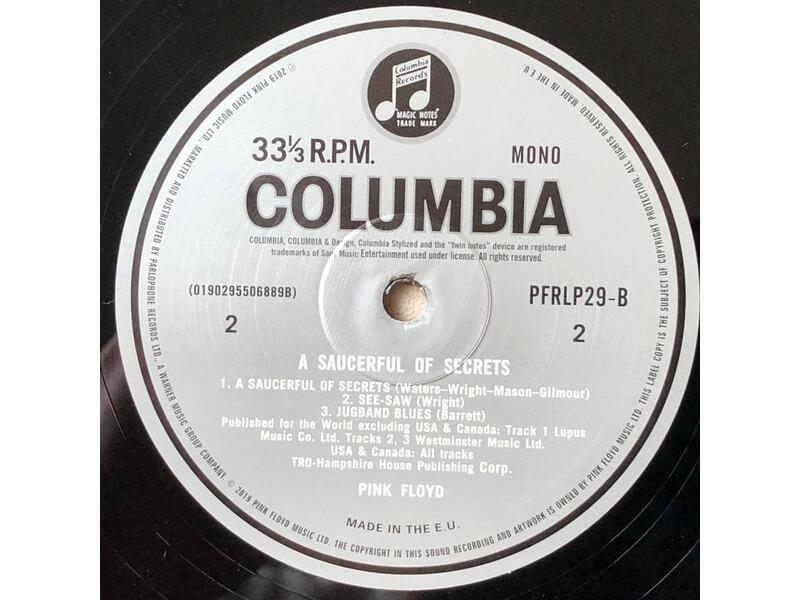 Columbia
Records
"MAGIC NOTES"
TRADE MARK
33⅓ R.P.M.
MONO
COLUMBIA
COLUMBIA, COLUMBIA & Design, Columbia Stylized and the "twin notes" device are registered
trademarks of Sony Music Entertainment used under license. All rights reserved.
(0190295506889B)
PFRLP29-B
2
2
A SAUCERFUL OF SECRETS
1. A SAUCERFUL OF SECRETS (Waters–Wright–Mason–Gilmour)
2. SEE-SAW (Wright)
3. JUGBAND BLUES (Barrett)
Published for the World excluding USA & Canada: Track 1 Lupus
Music Co. Ltd. Tracks 2, 3 Westminster Music Ltd.
USA & Canada: All tracks
TRO-Hampshire House Publishing Corp.
PINK FLOYD
MADE IN THE E.U.
℗ 2019 PINK FLOYD MUSIC LTD., MARKETED AND DISTRIBUTED BY PARLOPHONE RECORDS LTD., A WARNER MUSIC GROUP COMPANY. © 2019 PINK FLOYD MUSIC LTD. THE COPYRIGHT IN THIS SOUND RECORDING AND ARTWORK IS OWNED BY PINK FLOYD MUSIC LTD. THIS LABEL COPY IS THE SUBJECT OF COPYRIGHT PROTECTION. ALL RIGHTS RESERVED. MADE IN THE E.U.